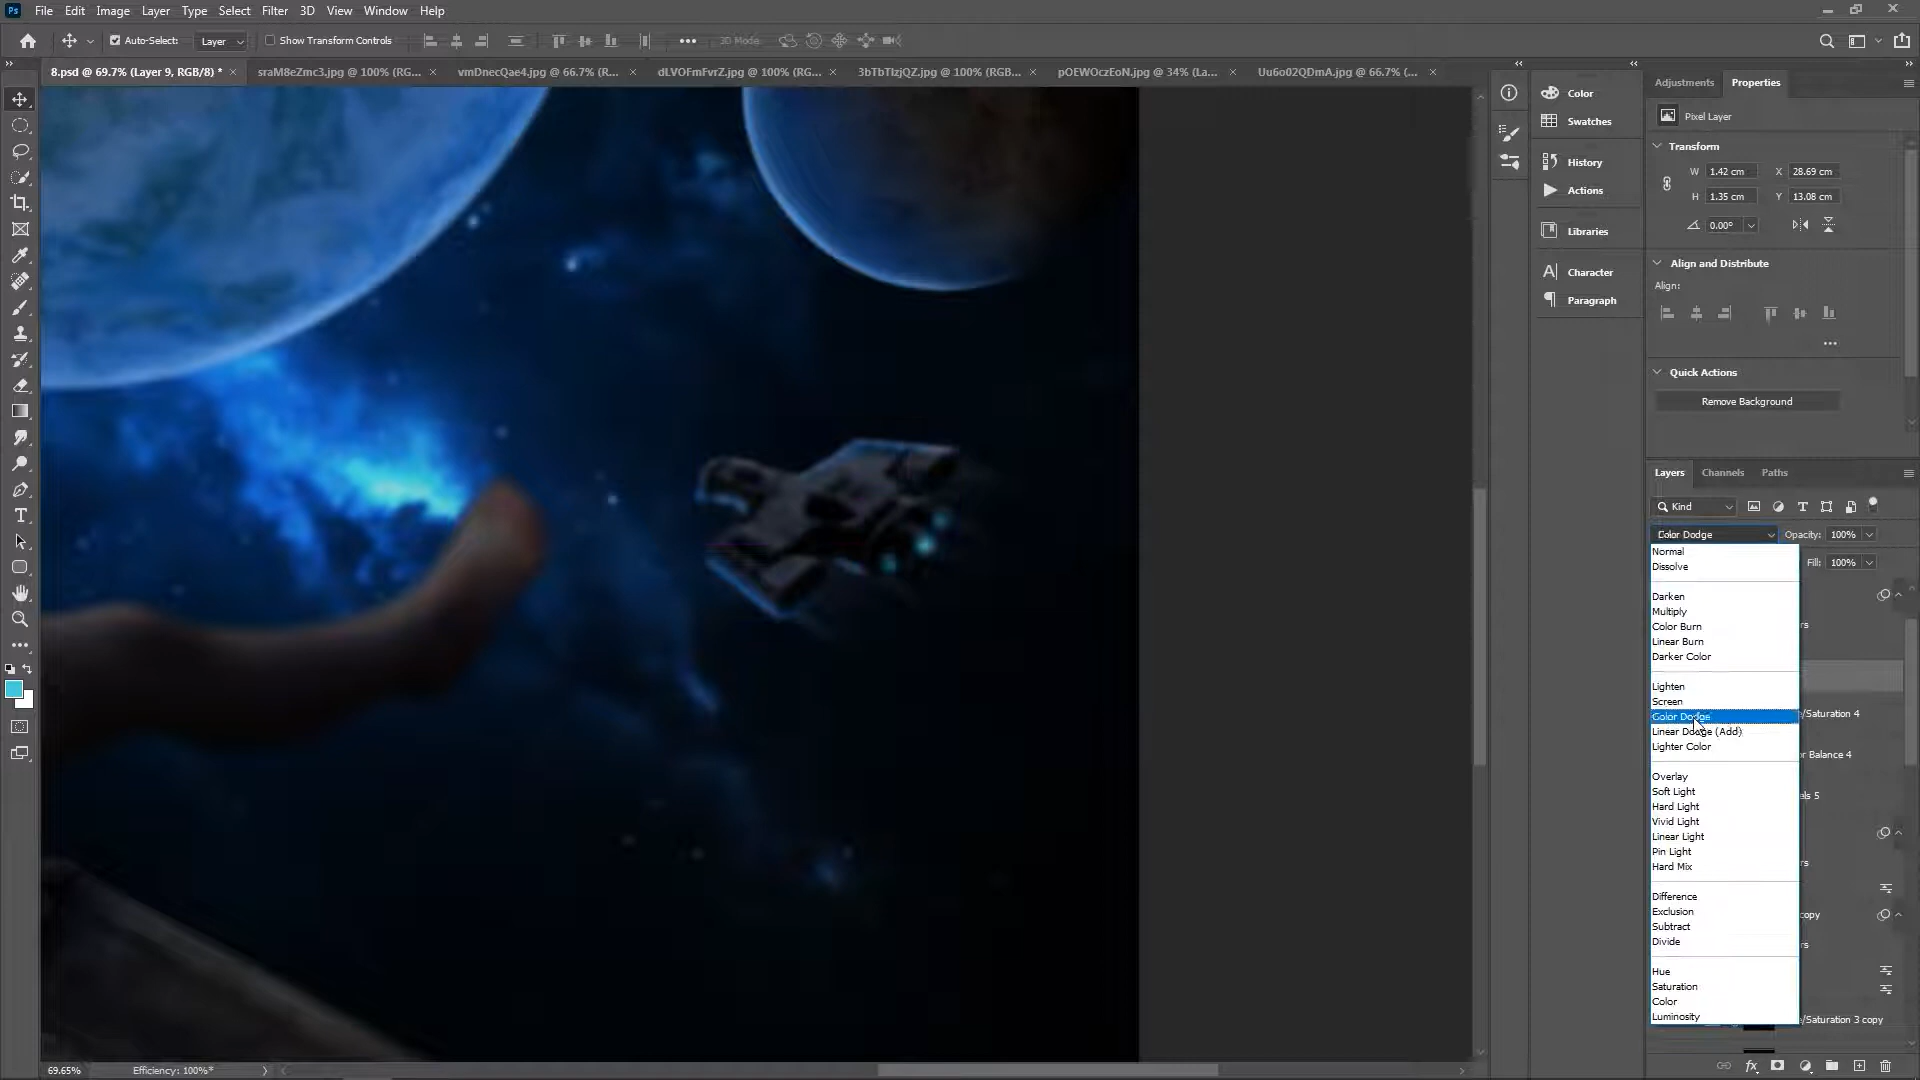 Ps File Edit Image Layer Type Select Filter 3D View Window Help
Auto-Select: Layer Show Transform Controls 3D Mode:
8.psd @ 69.7% (Layer 9, RGB/8) * × sraM8eZmc3.jpg @ 100% (RG... × vmDnecQae4.jpg @ 66.7% (R... × dLVOFmFvrZ.jpg @ 100% (RG... × 3bTbTIzjQZ.jpg @ 100% (RGB... × pOEWOczEoN.jpg @ 34% (La... × Uu6o02QDmA.jpg @ 66.7% (... ×
Color
Swatches
History
Actions
Libraries
Character
Paragraph
Adjustments Properties
Pixel Layer
Transform
W 1.42 cm X 28.69 cm
H 1.35 cm Y 13.08 cm
0.00°
Align and Distribute
Align:
Quick Actions
Remove Background
Layers Channels Paths
Kind
Color Dodge Opacity: 100%
Fill: 100%
Normal
Dissolve
Darken
Multiply
Color Burn
Linear Burn
Darker Color
Lighten
Screen
Color Dodge
Linear Dodge (Add)
Lighter Color
Overlay
Soft Light
Hard Light
Vivid Light
Linear Light
Pin Light
Hard Mix
Difference
Exclusion
Subtract
Divide
Hue
Saturation
Color
Luminosity
rs
e/Saturation 4
or Balance 4
els 5
rs
copy
rs
e/Saturation 3 copy
69.65% Efficiency: 100%*